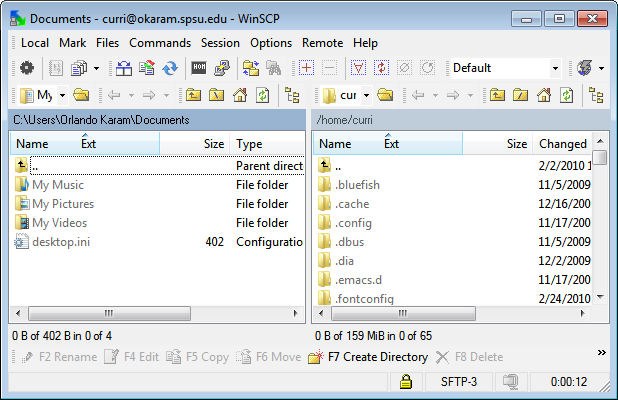 Documents - curri@okaram.spsu.edu - WinSCP
Local Mark Files Commands Session Options Remote Help
Default
My
cur
C:\Users\Orlando Karam\Documents
/home/curri
Name Ext Size Type
Name Ext Size Changed
.. Parent direct
My Music File folder
My Pictures File folder
My Videos File folder
desktop.ini 402 Configuratio
.. 2/2/2010 1
.bluefish 11/5/2009
.cache 12/16/200
.config 11/17/200
.dbus 11/5/2009
.dia 12/2/2009
.emacs.d 11/17/200
.fontconfig 2/24/2010
0 B of 402 B in 0 of 4
0 B of 159 MiB in 0 of 65
F2 Rename F4 Edit F5 Copy F6 Move F7 Create Directory F8 Delete
SFTP-3 0:00:12